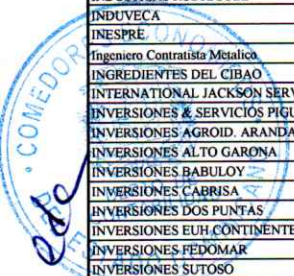 INDUVECA
INESPRE
Ingeniero Contratista Metalico
INGREDIENTES DEL CIBAO
INTERNATIONAL JACKSON SERV
INVERSIONES & SERVICIOS PIGU
INVERSIONES AGROID. ARANDA
INVERSIONES ALTO GARONA
INVERSIONES BABULOY
INVERSIONES CABRISA
INVERSIONES DOS PUNTAS
INVERSIONES EUH CONTINENTE
INVERSIONES FEDOMAR
INVERSIONES SUTOSO
COMEDOR